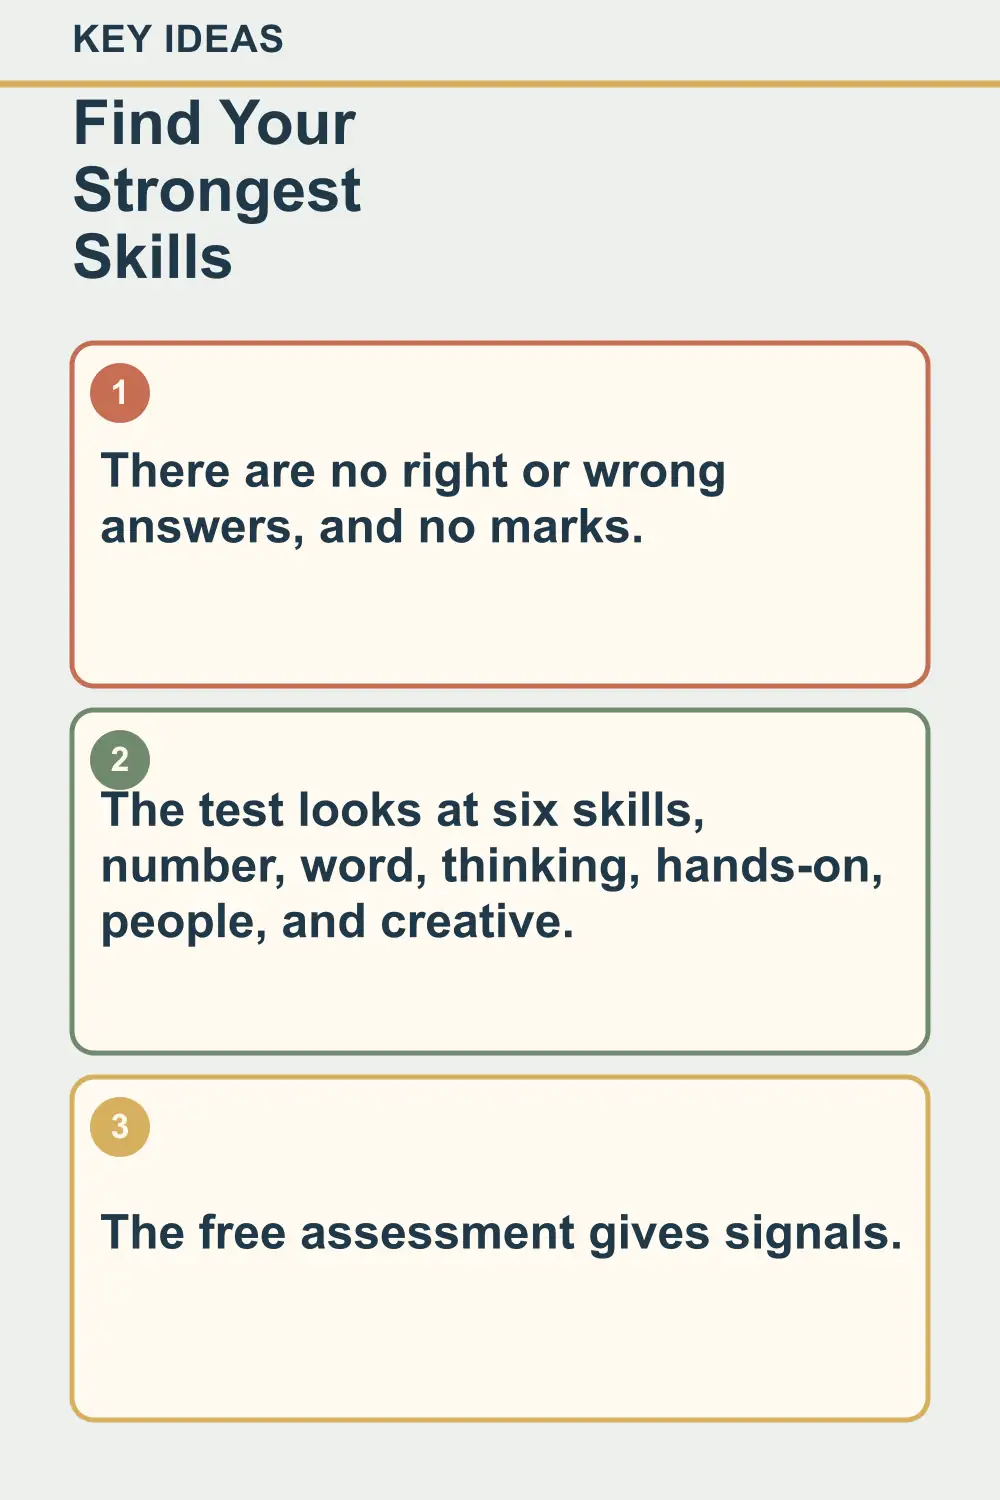 KEY IDEAS
Find Your
Strongest
Skills
1
There are no right or wrong
answers, and no marks.
2
The test looks at six skills,
number, word, thinking, hands-on,
people, and creative.
3
The free assessment gives signals.